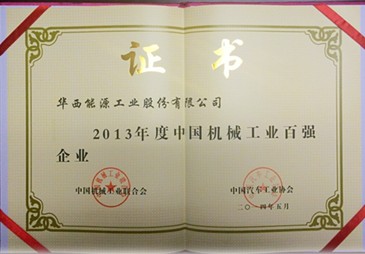 证书
华西能源工业股份有限公司
2013年度中国机械工业百强
企业
中国机械工业联合会 中国汽车工业协会
二〇一四年五月